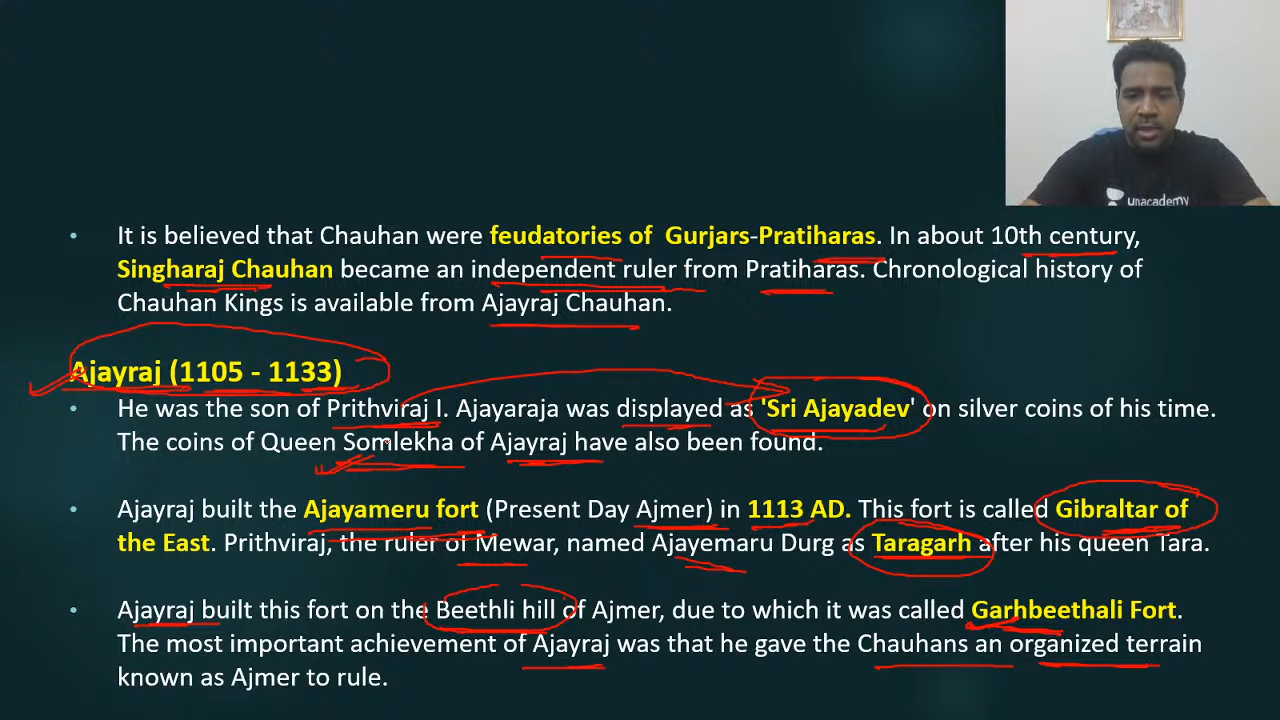 unacademy
• It is believed that Chauhan were feudatories of Gurjars-Pratiharas. In about 10th century,
Singharaj Chauhan became an independent ruler from Pratiharas. Chronological history of
Chauhan Kings is available from Ajayraj Chauhan.
Ajayraj (1105 - 1133)
• He was the son of Prithviraj I. Ajayaraja was displayed as 'Sri Ajayadev' on silver coins of his time.
The coins of Queen Somlekha of Ajayraj have also been found.
• Ajayraj built the Ajayameru fort (Present Day Ajmer) in 1113 AD. This fort is called Gibraltar of
the East. Prithviraj, the ruler of Mewar, named Ajayemaru Durg as Taragarh after his queen Tara.
• Ajayraj built this fort on the Beethli hill of Ajmer, due to which it was called Garhbeethali Fort.
The most important achievement of Ajayraj was that he gave the Chauhans an organized terrain
known as Ajmer to rule.